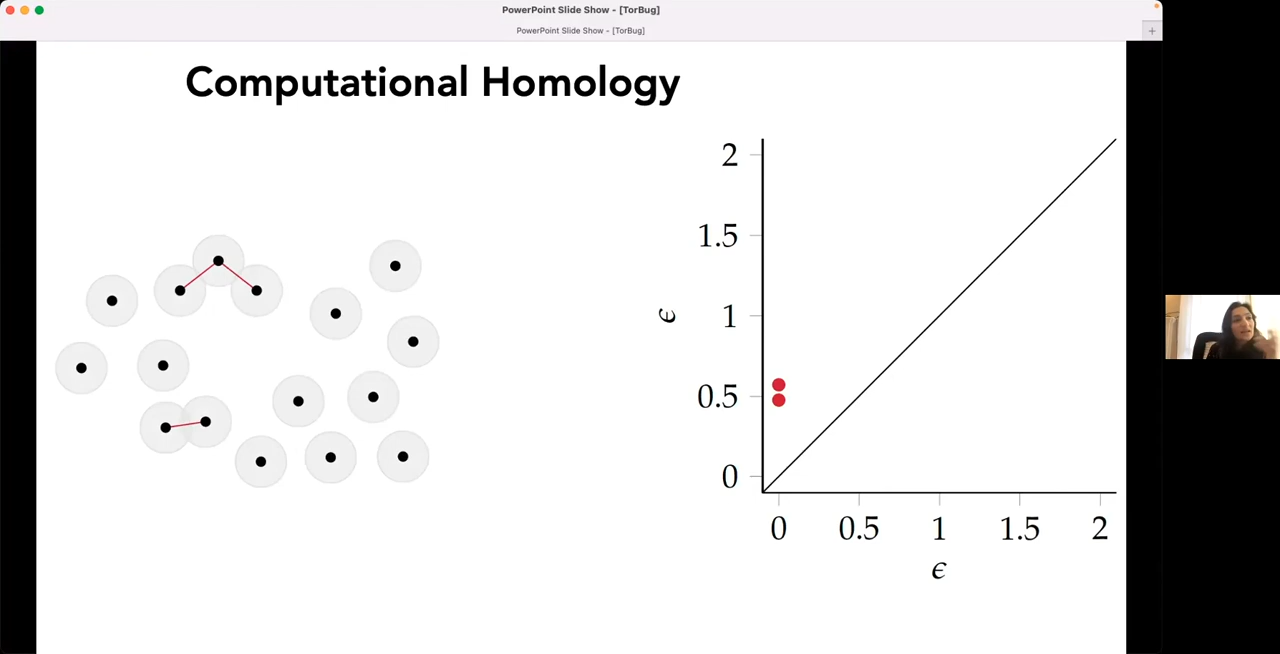 PowerPoint Slide Show - [TorBug]
PowerPoint Slide Show - [TorBug]
+
Computational Homology
2
1.5
ϵ
1
0.5
0
0 0.5 1 1.5 2
ϵ